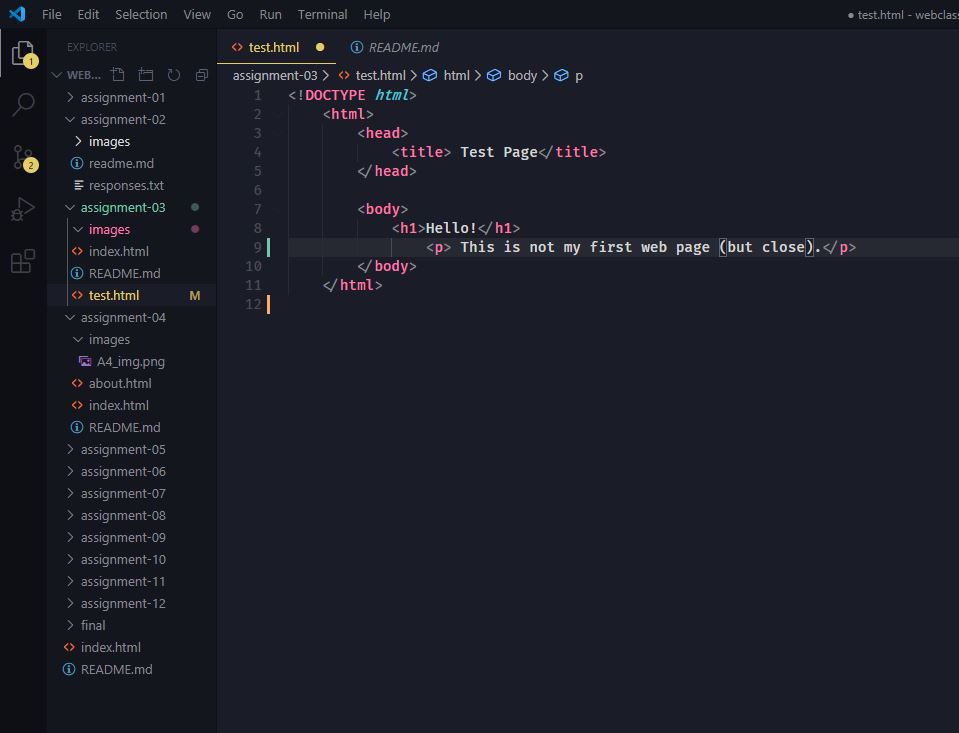 File Edit Selection View Go Run Terminal Help ● test.html - webclass
EXPLORER
WEB...
assignment-01
assignment-02
images
readme.md
responses.txt
assignment-03
images
index.html
README.md
test.html M
assignment-04
images
A4_img.png
about.html
index.html
README.md
assignment-05
assignment-06
assignment-07
assignment-08
assignment-09
assignment-10
assignment-11
assignment-12
final
index.html
README.md
1
2
test.html ● README.md
assignment-03 > test.html > html > body > p
1 <!DOCTYPE html>
2 <html>
3 <head>
4 <title> Test Page</title>
5 </head>
6
7 <body>
8 <h1>Hello!</h1>
9 <p> This is not my first web page (but close).</p>
10 </body>
11 </html>
12